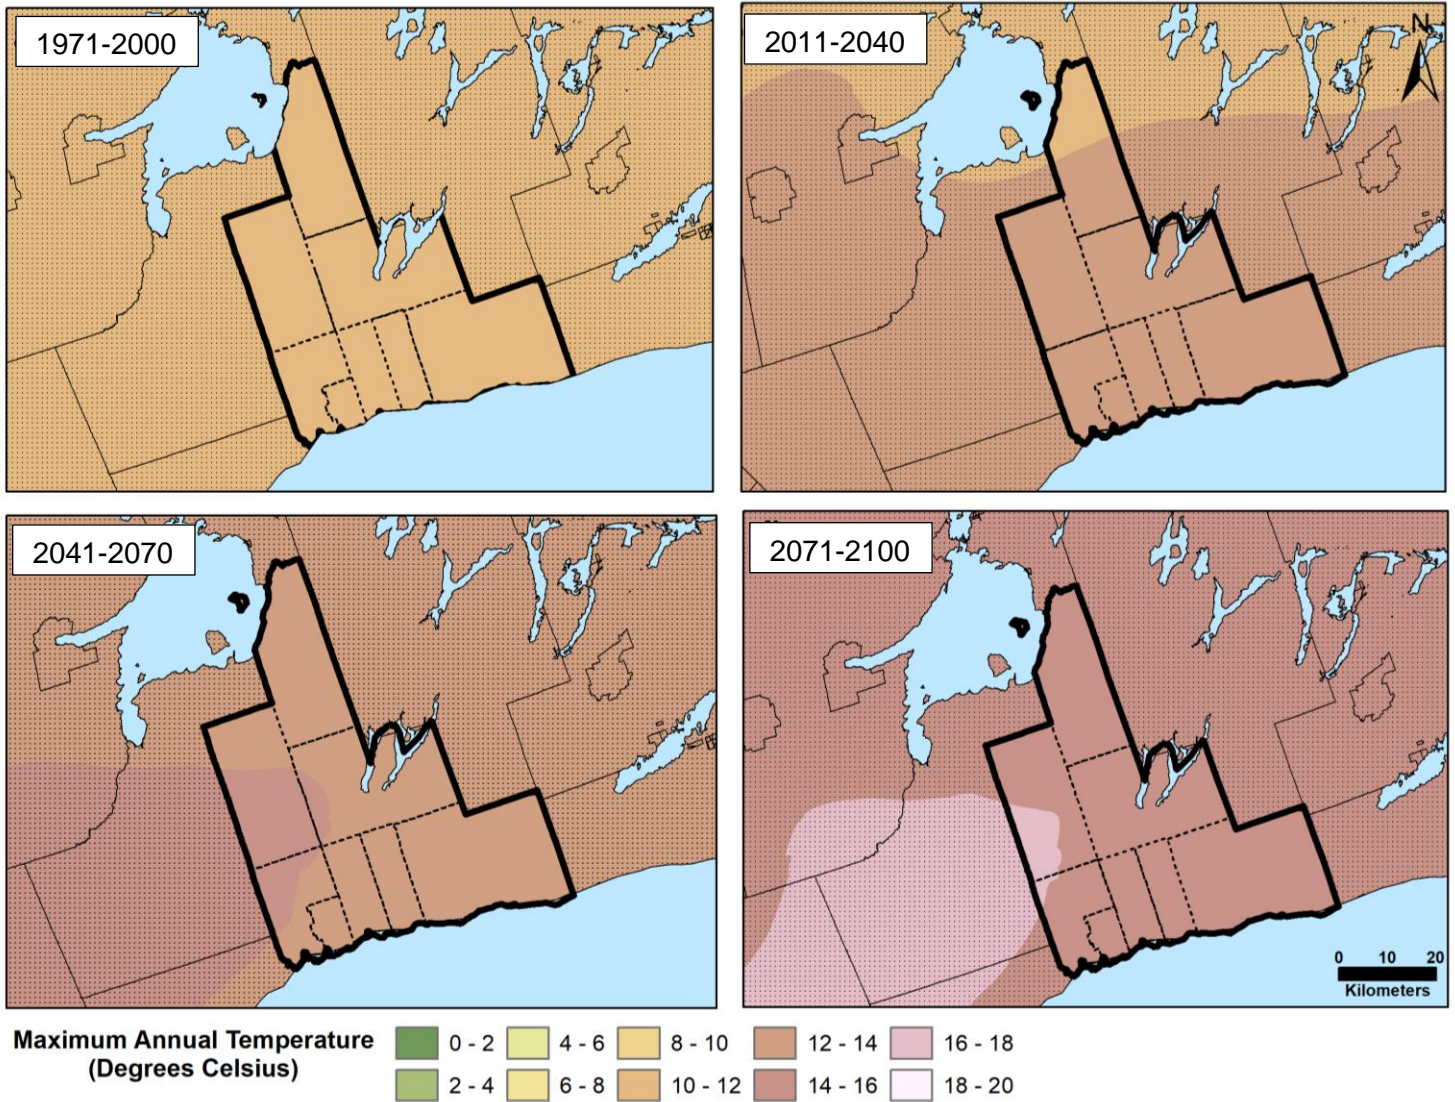 1971-2000
2011-2040
N
2041-2070
2071-2100
0 10 20
Kilometers
Maximum Annual Temperature
(Degrees Celsius)
0 - 2 4 - 6 8 - 10 12 - 14 16 - 18
2 - 4 6 - 8 10 - 12 14 - 16 18 - 20